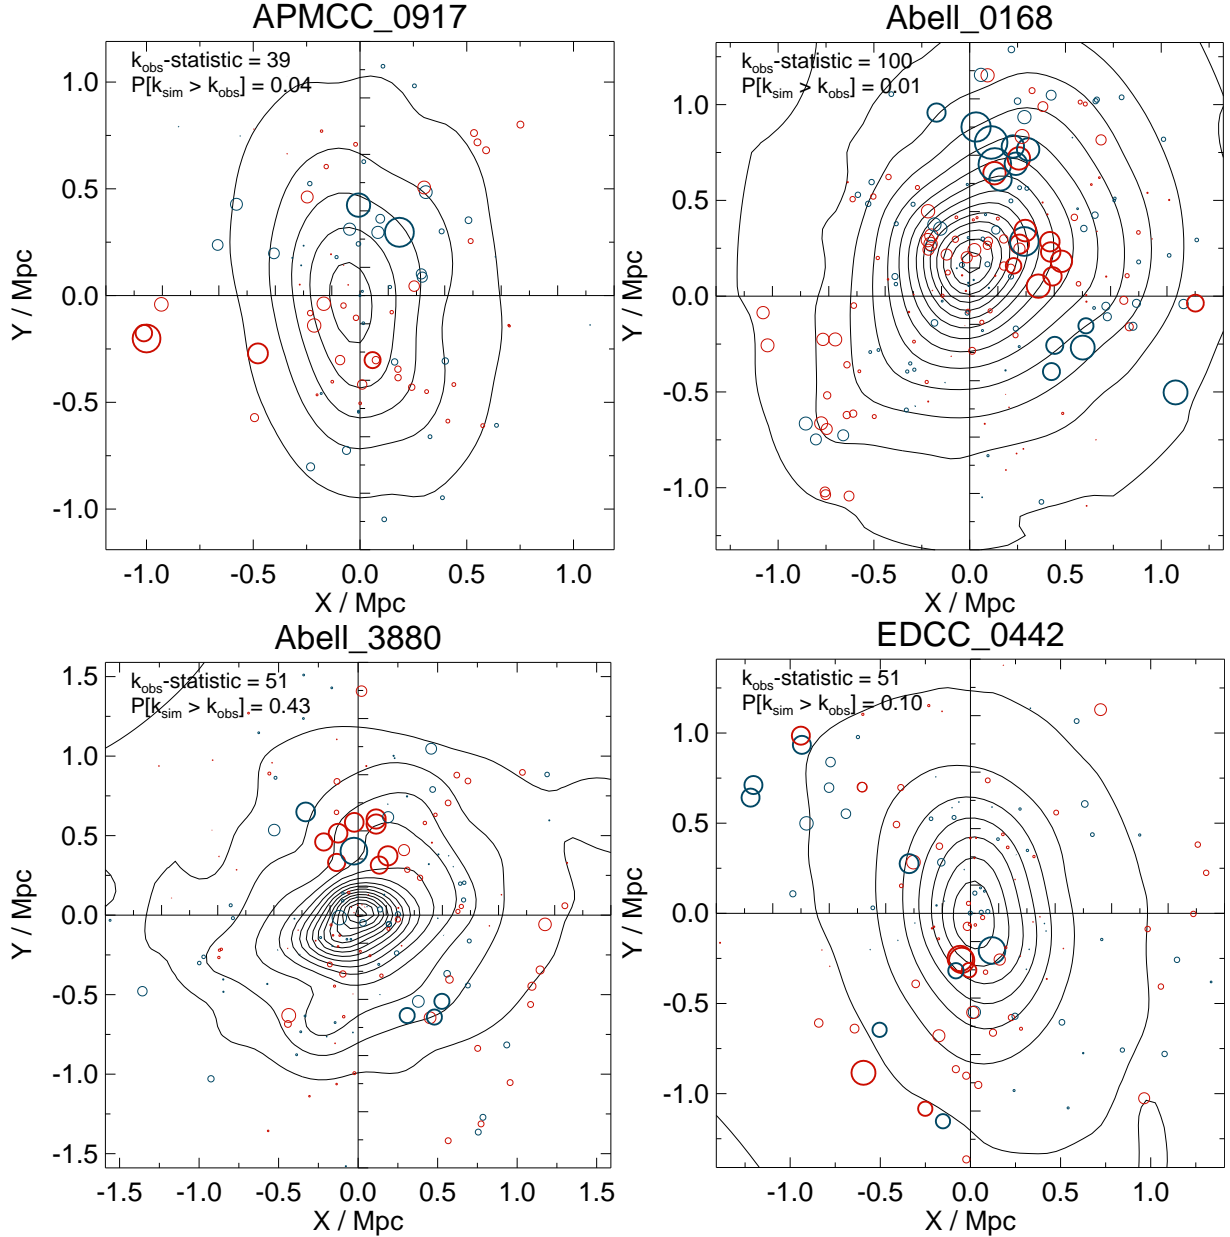 APMCC_0917
k_obs-statistic = 39
P[k_sim > k_obs] = 0.04
1.0
0.5
0.0
-0.5
-1.0
Y / Mpc
-1.0 -0.5 0.0 0.5 1.0
X / Mpc
Abell_0168
k_obs-statistic = 100
P[k_sim > k_obs] = 0.01
1.0
0.5
0.0
-0.5
-1.0
Y / Mpc
-1.0 -0.5 0.0 0.5 1.0
X / Mpc
Abell_3880
k_obs-statistic = 51
P[k_sim > k_obs] = 0.43
1.5
1.0
0.5
0.0
-0.5
-1.0
-1.5
Y / Mpc
-1.5 -1.0 -0.5 0.0 0.5 1.0 1.5
X / Mpc
EDCC_0442
k_obs-statistic = 51
P[k_sim > k_obs] = 0.10
1.0
0.5
0.0
-0.5
-1.0
Y / Mpc
-1.0 -0.5 0.0 0.5 1.0
X / Mpc